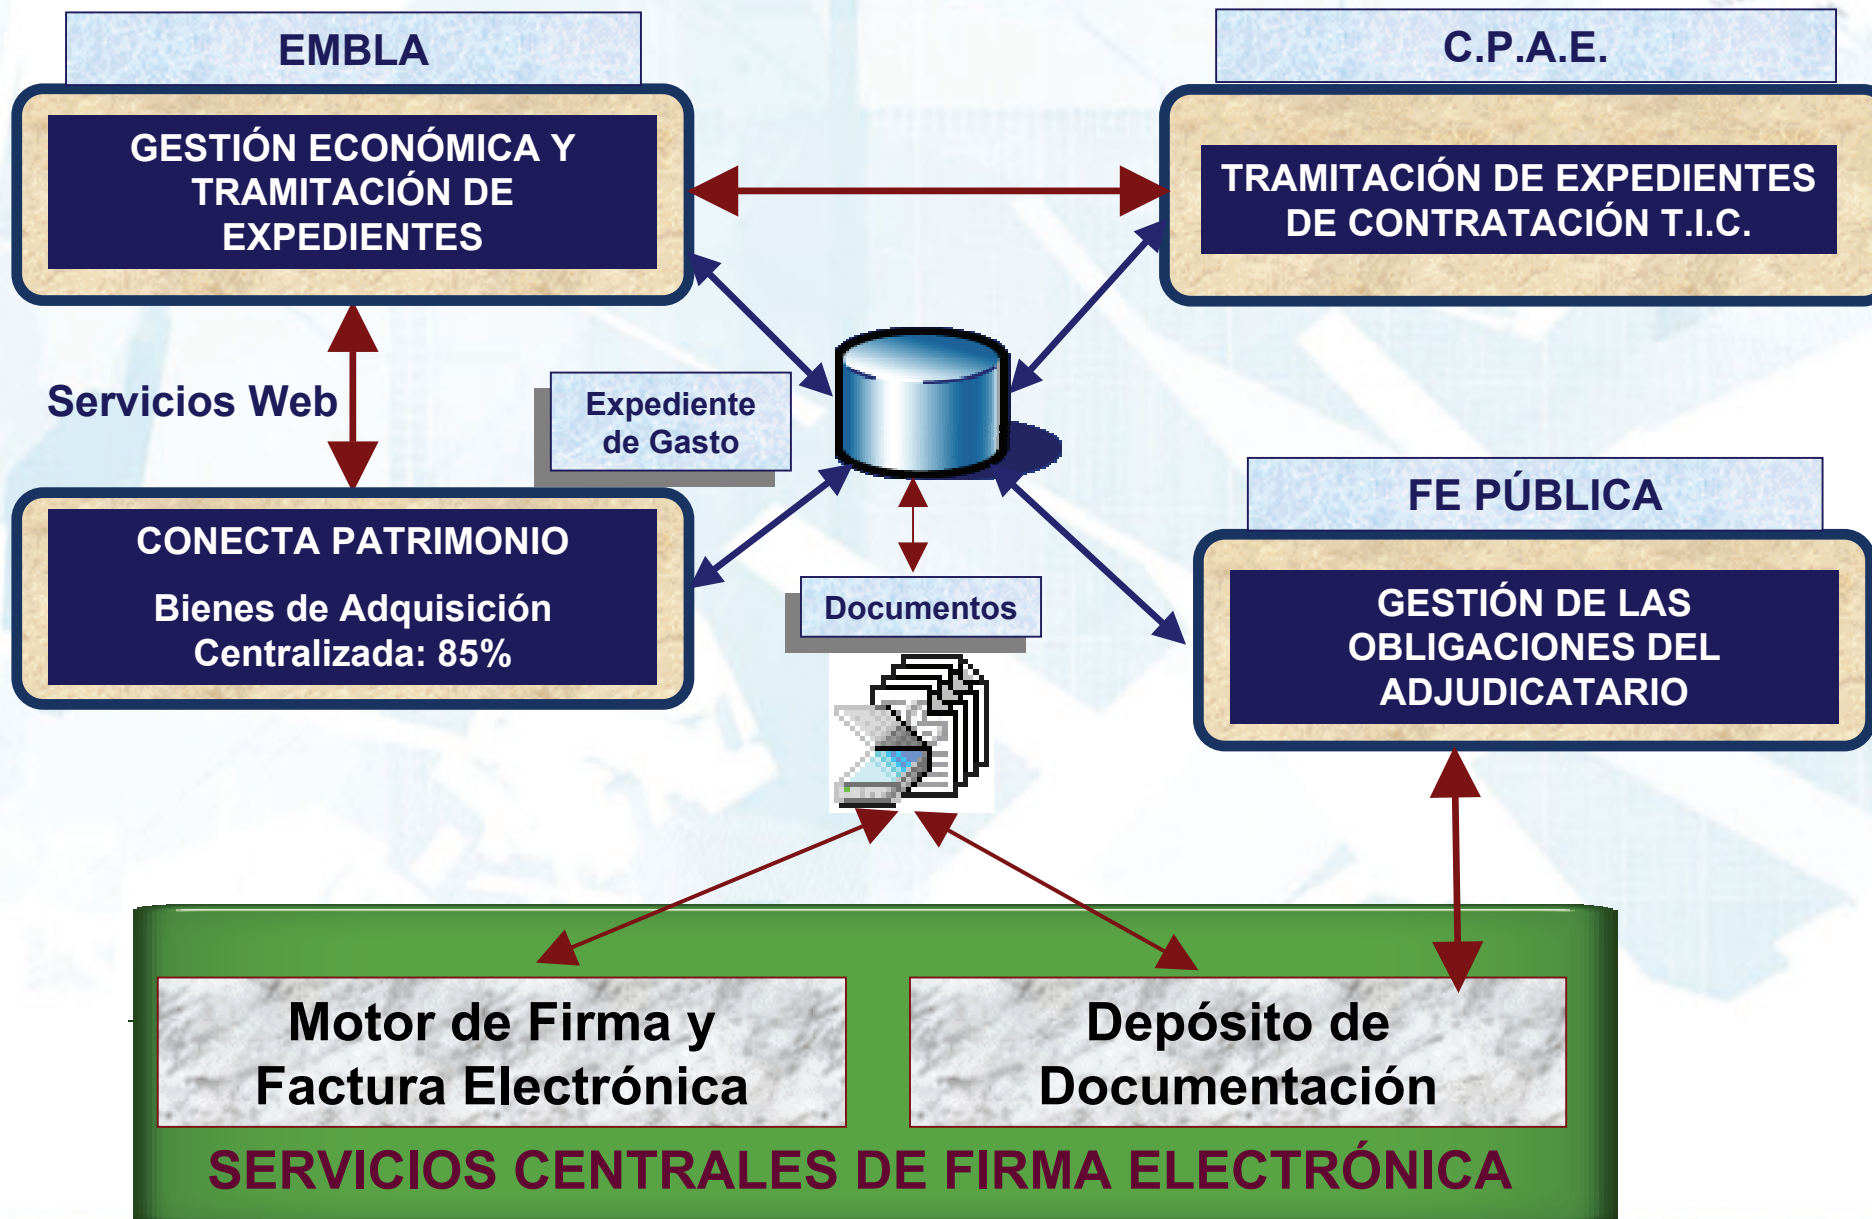 EMBLA
GESTIÓN ECONÓMICA Y
TRAMITACIÓN DE
EXPEDIENTES
C.P.A.E.
TRAMITACIÓN DE EXPEDIENTES
DE CONTRATACIÓN T.I.C.
Servicios Web
Expediente
de Gasto
CONECTA PATRIMONIO
Bienes de Adquisición
Centralizada: 85%
Documentos
FE PÚBLICA
GESTIÓN DE LAS
OBLIGACIONES DEL
ADJUDICATARIO
Motor de Firma y
Factura Electrónica
Depósito de
Documentación
SERVICIOS CENTRALES DE FIRMA ELECTRÓNICA